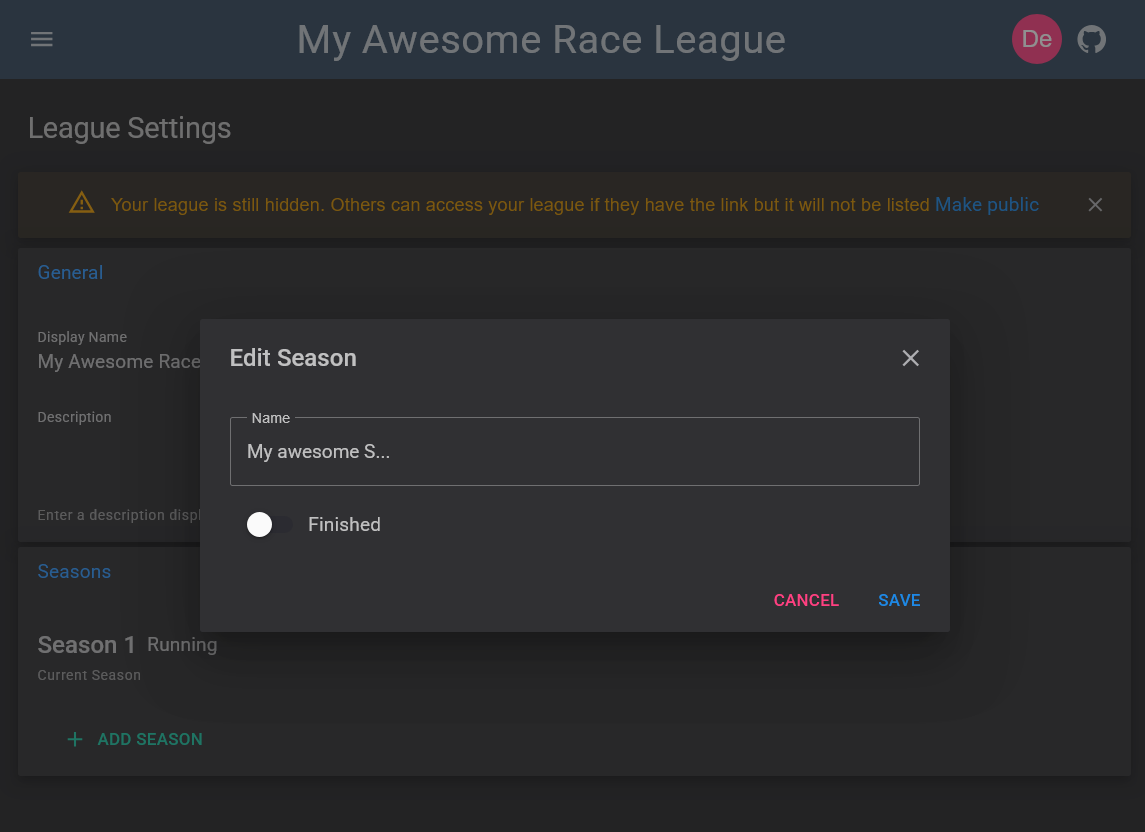 My Awesome Race League
De
League Settings
Your league is still hidden. Others can access your league if they have the link but it will not be listed Make public
General
Display Name
My Awesome Race
Description
Enter a description displ
Edit Season
Name
My awesome S...
Finished
CANCEL SAVE
Seasons
Season 1 Running
Current Season
ADD SEASON